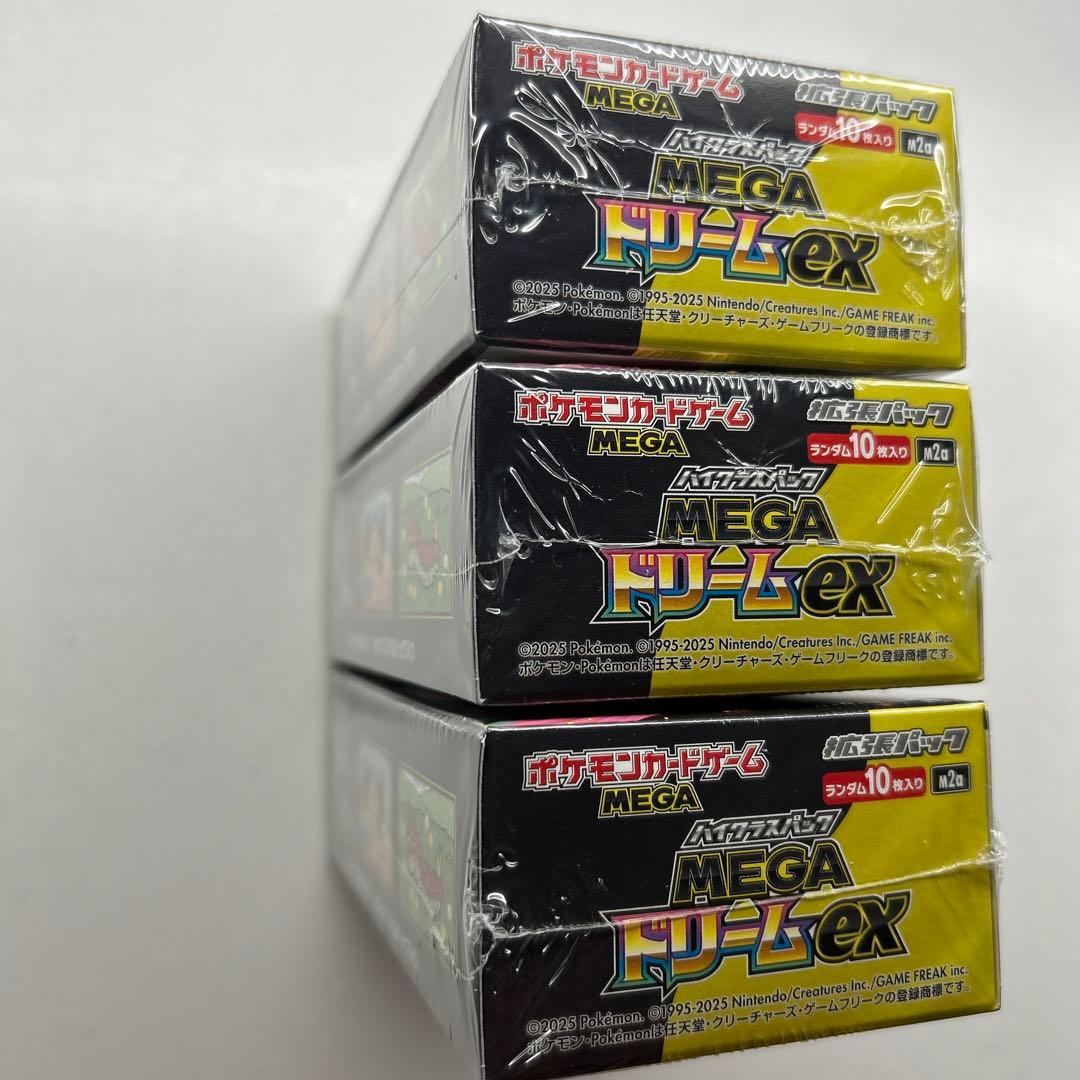 ポケモンカードゲーム
MEGA
拡張パック
ランダム10枚入り M2a
ハイクラスパック
MEGA
ドリームex
©2025 Pokémon. ©1995-2025 Nintendo/Creatures Inc./GAME FREAK inc.
ポケモン・Pokémonは任天堂・クリーチャーズ・ゲームフリークの登録商標です。
ポケモンカードゲーム
MEGA
拡張パック
ランダム10枚入り M2a
ハイクラスパック
MEGA
ドリームex
©2025 Pokémon. ©1995-2025 Nintendo/Creatures Inc./GAME FREAK inc.
ポケモン・Pokémonは任天堂・クリーチャーズ・ゲームフリークの登録商標です。
ポケモンカードゲーム
MEGA
拡張パック
ランダム10枚入り M2a
ハイクラスパック
MEGA
ドリームex
©2025 Pokémon. ©1995-2025 Nintendo/Creatures Inc./GAME FREAK inc.
ポケモン・Pokémonは任天堂・クリーチャーズ・ゲームフリークの登録商標です。